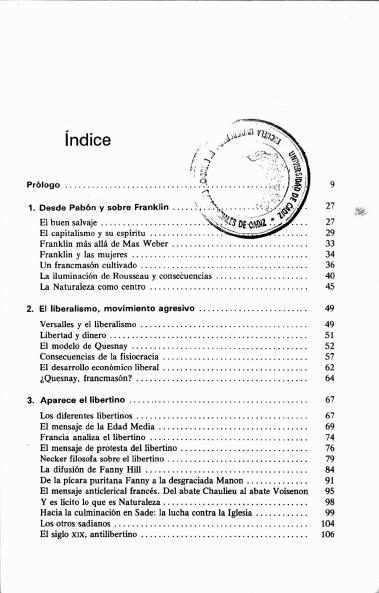 Índice
UNIVERSIDAD DE CADIZ
Prólogo 9
1. Desde Pabón y sobre Franklin 27
El buen salvaje 27
El capitalismo y su espíritu 29
Franklin más allá de Max Weber 33
Franklin y las mujeres 34
Un francmasón cultivado 36
La iluminación de Rousseau y consecuencias 40
La Naturaleza como centro 45
2. El liberalismo, movimiento agresivo 49
Versalles y el liberalismo 49
Libertad y dinero 51
El modelo de Quesnay 52
Consecuencias de la fisiocracia 57
El desarrollo económico liberal 62
¿Quesnay, francmasón? 64
3. Aparece el libertino 67
Los diferentes libertinos 67
El mensaje de la Edad Media 69
Francia analiza el libertino 74
El mensaje de protesta del libertino 76
Necker filosofa sobre el libertino 79
La difusión de Fanny Hill 84
De la pícara puritana Fanny a la desgraciada Manon 91
El mensaje anticlerical francés. Del abate Chaulieu al abate Voisenon 95
Y es lícito lo que es Naturaleza 98
Hacia la culminación en Sade: la lucha contra la Iglesia 99
Los otros sadianos 104
El siglo XIX, antilibertino 106